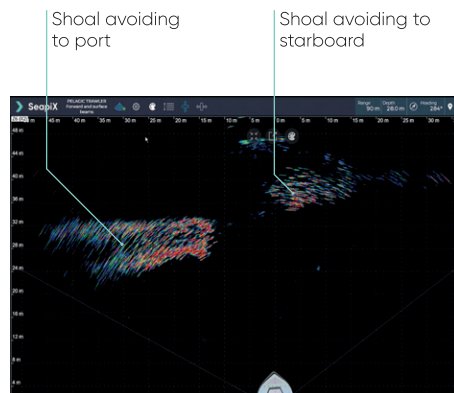 Shoal avoiding
to port
Shoal avoiding to
starboard
SeapiX
PELAGIC TRAWLER
Forward and surface
beams
Range
90 m
Depth
28.0 m
Heading
284°
45 m
40 m
35 m
30 m
25 m
20 m
15 m
10 m
5 m
0 m
5 m
10 m
15 m
20 m
25 m
30 m
48 m
44 m
40 m
36 m
32 m
28 m
24 m
20 m
16 m
12 m
8 m
4 m